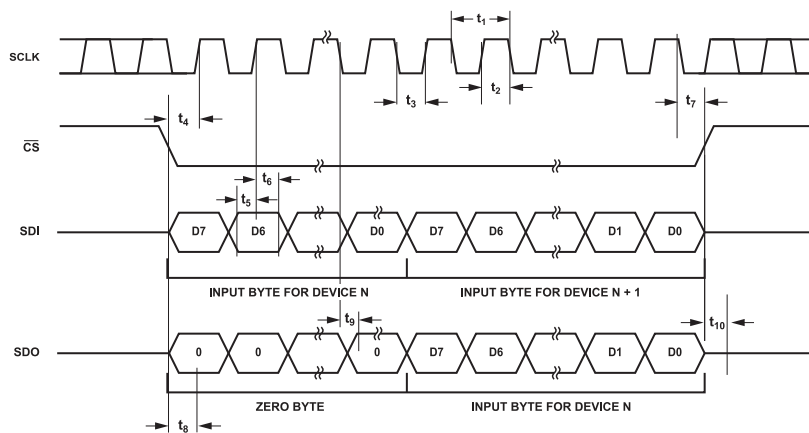 t1
SCLK
t3
t2
t4
t7
CS
t6
t5
SDI
D7 D6 D0 D7 D6 D1 D0
INPUT BYTE FOR DEVICE N
INPUT BYTE FOR DEVICE N + 1
t9
t10
SDO
0 0 0 D7 D6 D1 D0
ZERO BYTE
INPUT BYTE FOR DEVICE N
t8